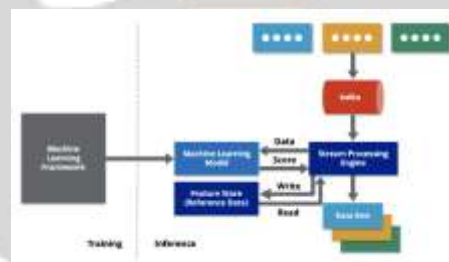 Kafka
Machine
Learning
Framework
Machine Learning
Model
Data
Score
Stream Processing
Engine
Feature Store
(Reference Data)
Write
Read
Data Sink
Training
Inference